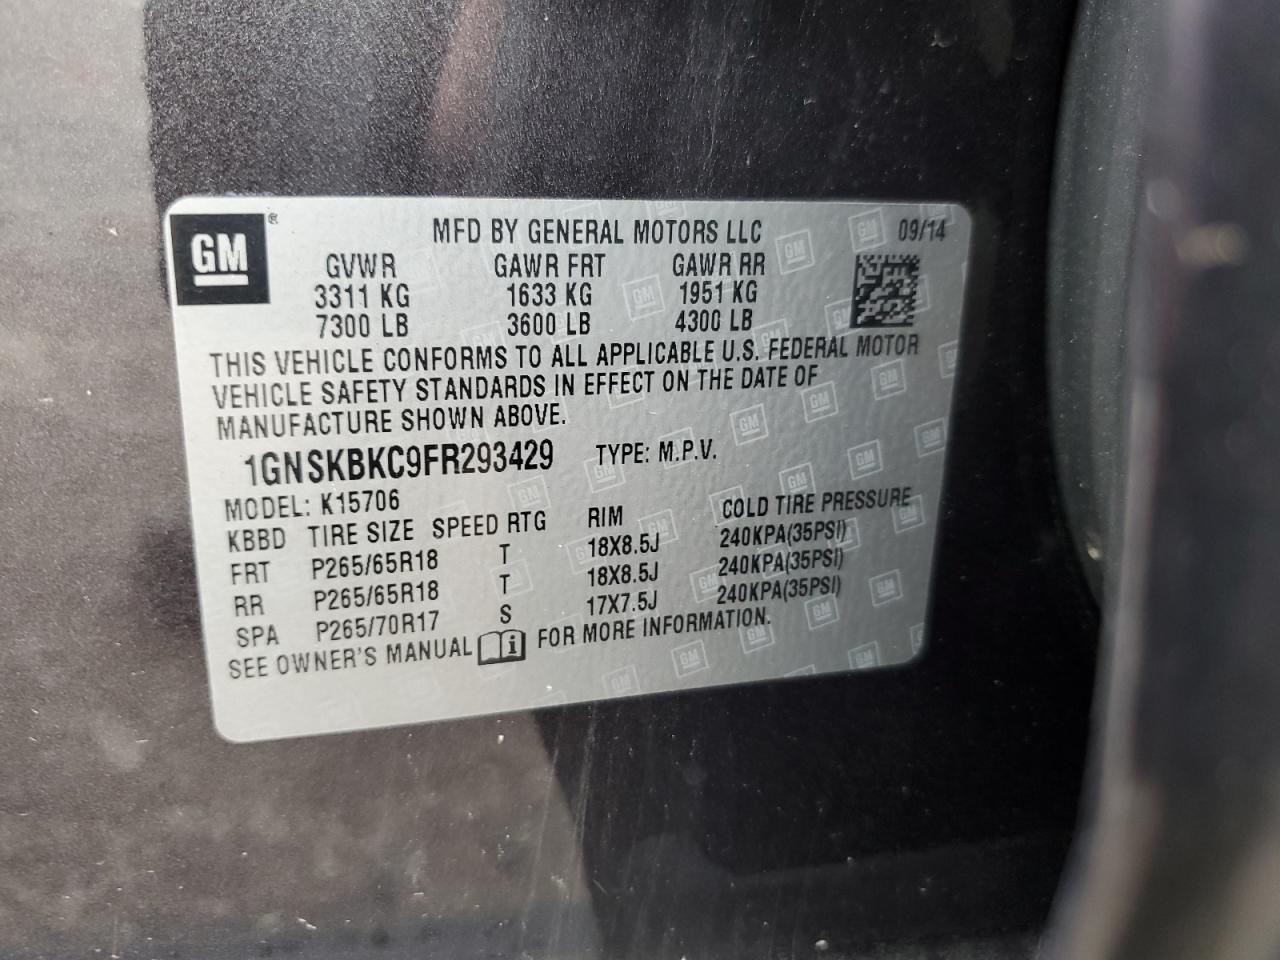 GM ® MFD BY GENERAL MOTORS LLC 09/14
GVWR GAWR FRT GAWR RR
3311 KG 1633 KG 1951 KG
7300 LB 3600 LB 4300 LB
THIS VEHICLE CONFORMS TO ALL APPLICABLE U.S. FEDERAL MOTOR
VEHICLE SAFETY STANDARDS IN EFFECT ON THE DATE OF
MANUFACTURE SHOWN ABOVE.
1GNSKBKC9FR293429 TYPE: M.P.V.
MODEL: K15706
KBBD TIRE SIZE SPEED RTG RIM COLD TIRE PRESSURE
FRT P265/65R18 T 18X8.5J 240KPA(35PSI)
RR P265/65R18 T 18X8.5J 240KPA(35PSI)
SPA P265/70R17 S 17X7.5J 240KPA(35PSI)
SEE OWNER'S MANUAL i FOR MORE INFORMATION.